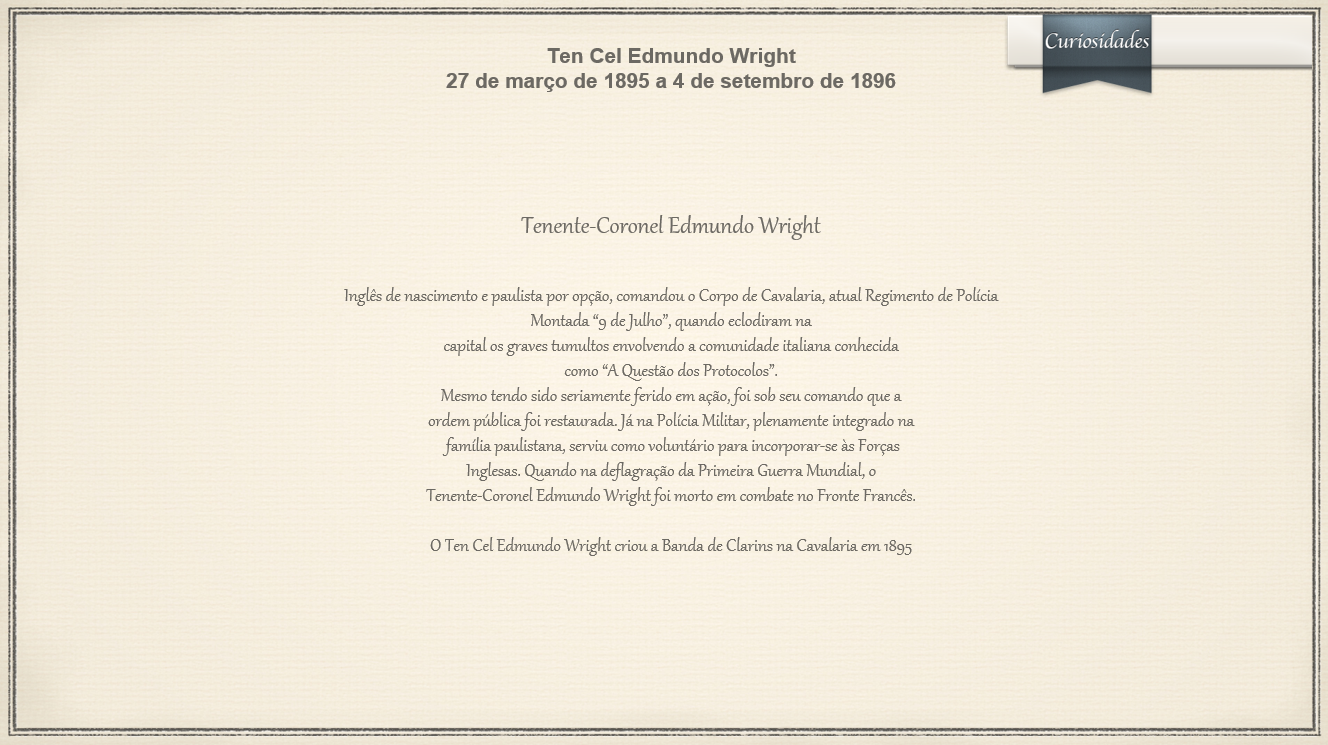 Curiosidades
Ten Cel Edmundo Wright
27 de março de 1895 a 4 de setembro de 1896
Tenente-Coronel Edmundo Wright
Inglês de nascimento e paulista por opção, comandou o Corpo de Cavalaria, atual Regimento de Polícia
Montada “9 de Julho”, quando eclodiram na
capital os graves tumultos envolvendo a comunidade italiana conhecida
como “A Questão dos Protocolos”.
Mesmo tendo sido seriamente ferido em ação, foi sob seu comando que a
ordem pública foi restaurada. Já na Polícia Militar, plenamente integrado na
família paulistana, serviu como voluntário para incorporar-se às Forças
Inglesas. Quando na deflagração da Primeira Guerra Mundial, o
Tenente-Coronel Edmundo Wright foi morto em combate no Fronte Francês.
O Ten Cel Edmundo Wright criou a Banda de Clarins na Cavalaria em 1895